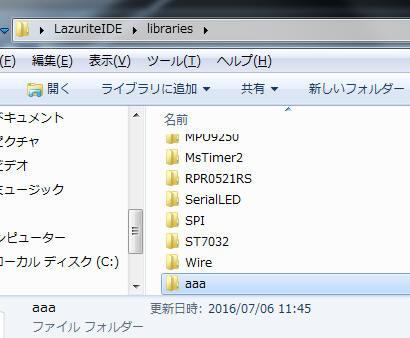 LazuriteIDE ▸ libraries ▸
(F) 編集(E) 表示(V) ツール(T) ヘルプ(H)
開く ライブラリに追加 共有 新しいフォルダー
ドキュメント
ピクチャ
ビデオ
ミュージック
コンピューター
ローカル ディスク (C:)
名前
MPU9250
MsTimer2
RPR0521RS
SerialLED
SPI
ST7032
Wire
aaa
aaa 更新日時: 2016/07/06 11:45
ファイル フォルダー